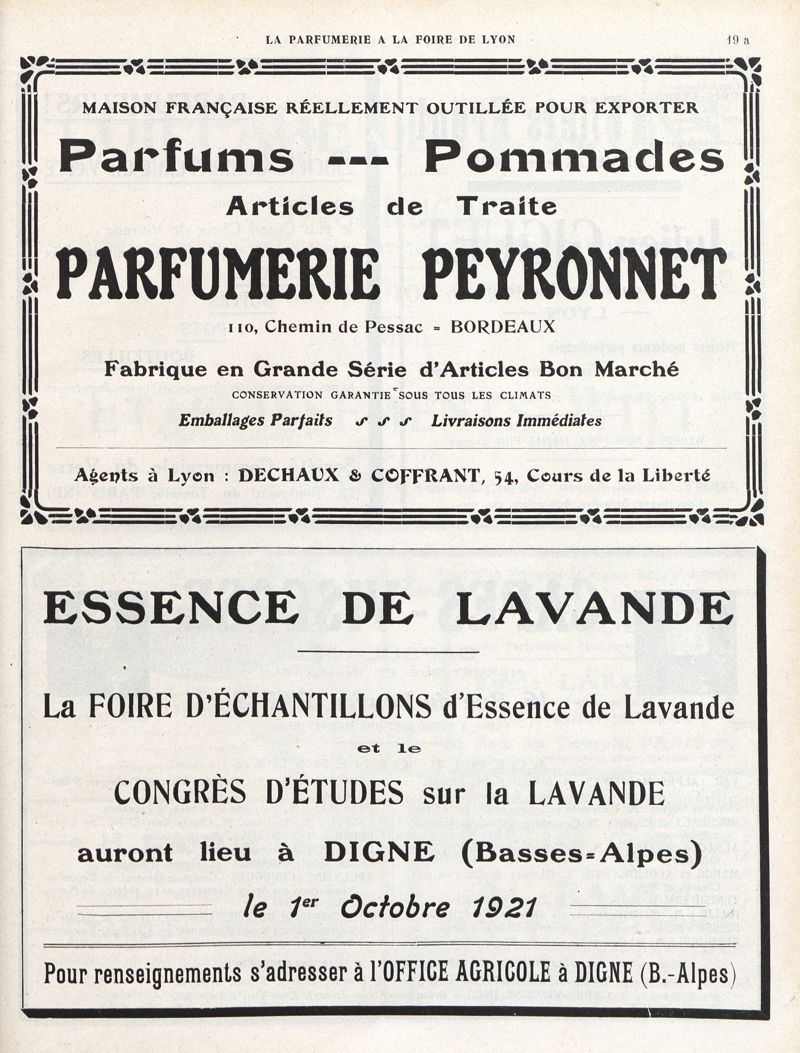 LA PARFUMERIE A LA FOIRE DE LYON 19 a
MAISON FRANÇAISE RÉELLEMENT OUTILLÉE POUR EXPORTER
Parfums --- Pommades
Articles de Traite
PARFUMERIE PEYRONNET
110, Chemin de Pessac = BORDEAUX
Fabrique en Grande Série d'Articles Bon Marché
CONSERVATION GARANTIE SOUS TOUS LES CLIMATS
Emballages Parfaits Livraisons Immédiates
Agents à Lyon : DECHAUX & COFFRANT, 54, Cours de la Liberté
ESSENCE DE LAVANDE
La FOIRE D'ÉCHANTILLONS d'Essence de Lavande
et le
CONGRÈS D'ÉTUDES sur la LAVANDE
auront lieu à DIGNE (Basses=Alpes)
le 1er Octobre 1921
Pour renseignements s'adresser à l'OFFICE AGRICOLE à DIGNE (B.-Alpes)